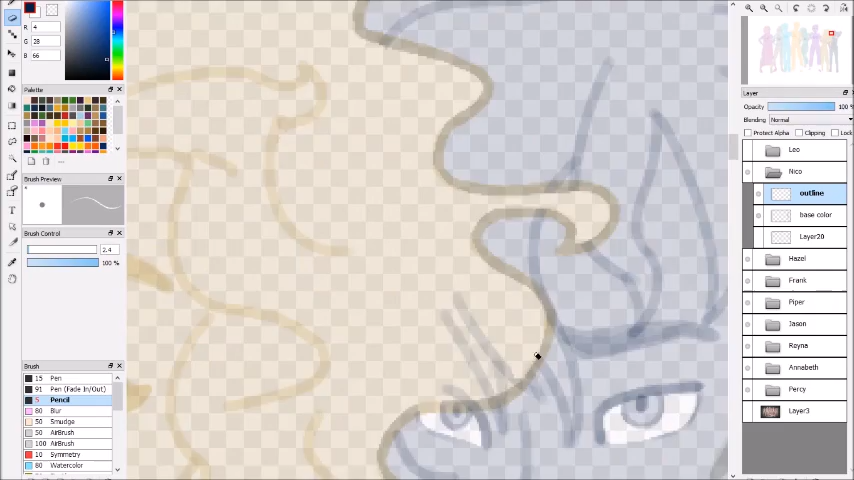 R 4
G 28
B 66
Palette
Brush Preview
Brush Control
2.4
100 %
Brush
15 Pen
91 Pen (Fade In/Out)
5 Pencil
80 Blur
50 Smudge
50 AirBrush
100 AirBrush
10 Symmetry
80 Watercolor
Layer
Opacity 100 %
Blending Normal
Protect Alpha Clipping Lock
Leo
Nico
outline
base color
Layer20
Hazel
Frank
Piper
Jason
Reyna
Annabeth
Percy
Layer3